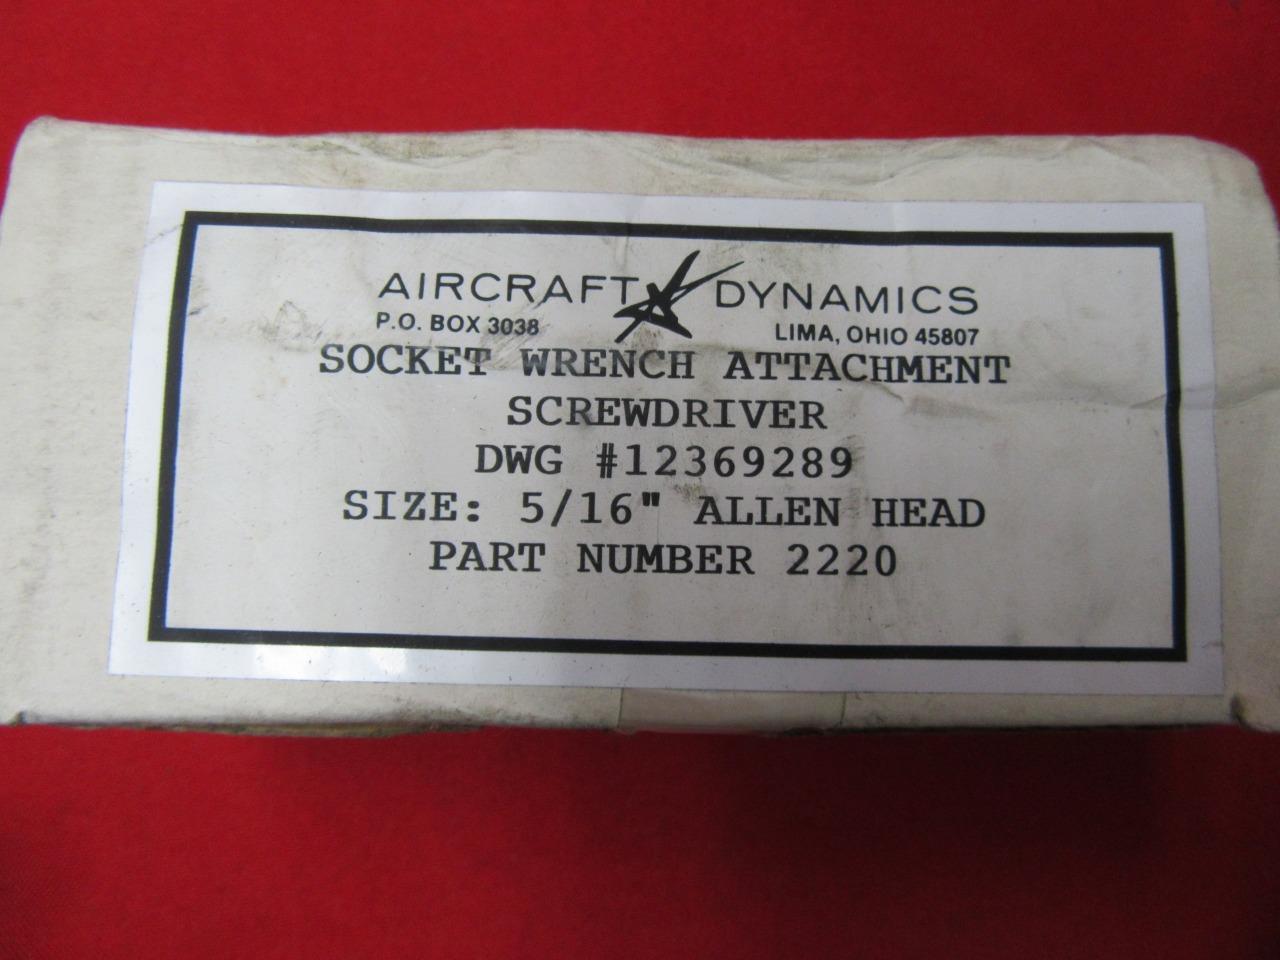 AIRCRAFT DYNAMICS
P.O. BOX 3038 LIMA, OHIO 45807
SOCKET WRENCH ATTACHMENT
SCREWDRIVER
DWG #12369289
SIZE: 5/16" ALLEN HEAD
PART NUMBER 2220